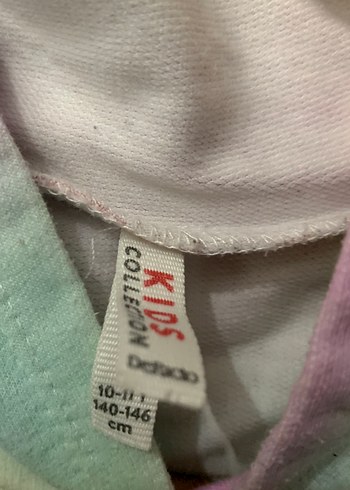 KIDS
COLLECTION
DeFacto
140-146
cm